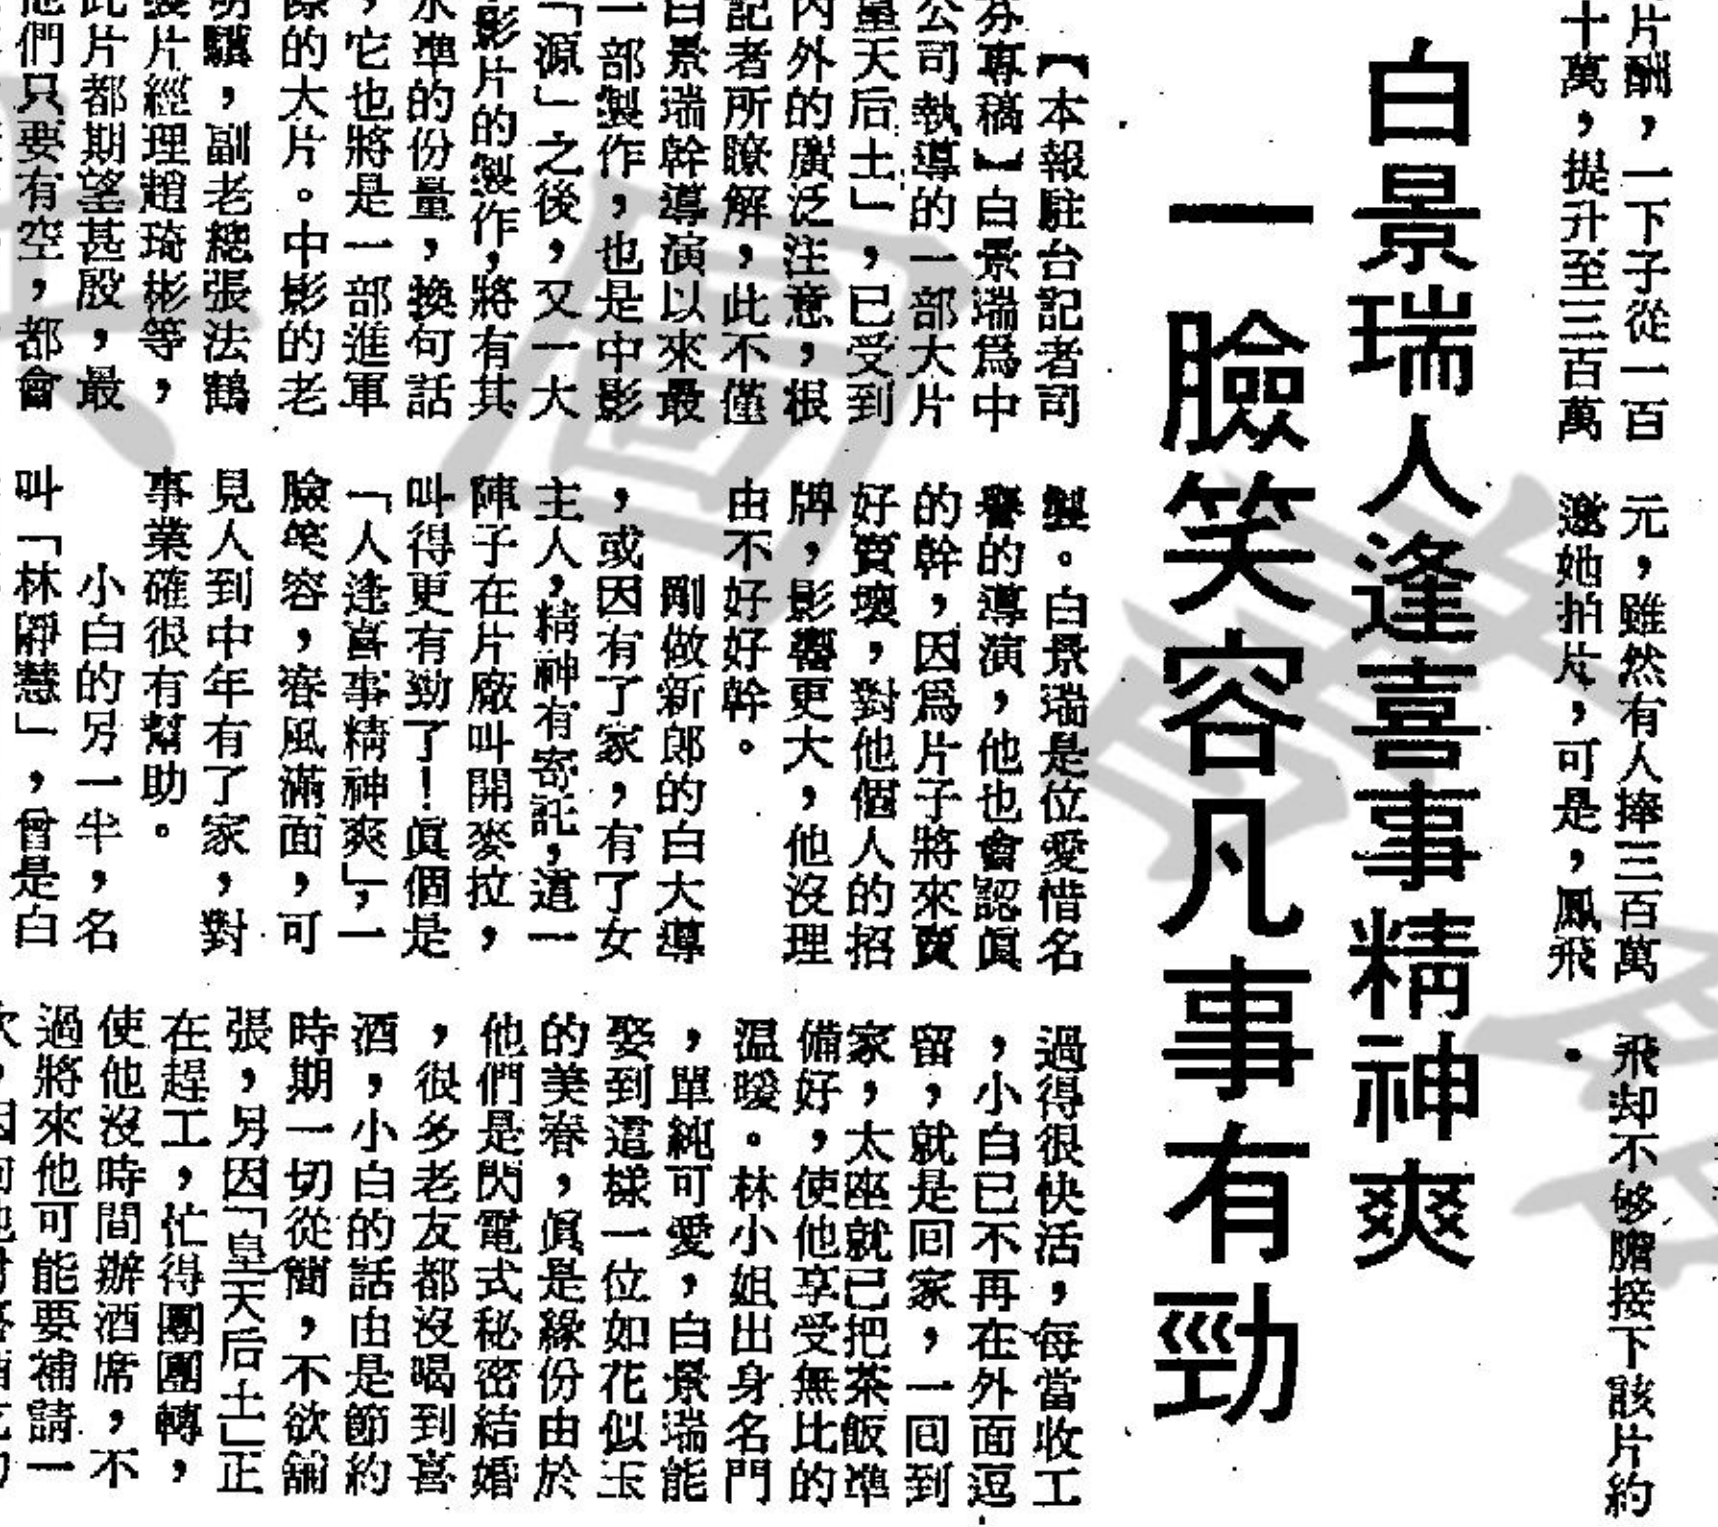 片酬，一下子從一百
十萬，提升至三百萬
元，雖然有人捧三百萬
邀她拍片，可是，鳳飛
飛却不够膽接下該片約
。
白景瑞人逢喜事精神爽
一臉笑容凡事有勁
【本報駐台記者司
芬專稿】白景瑞爲中
公司執導的一部大片
皇天后土」，已受到
內外的廣泛注意，根
記者所瞭解，此不僅
白景瑞幹導演以來最
一部製作，也是中影
「源」之後，又一大
影片的製作，將有其
水準的份量，換句話
，它也將是一部進軍
際的大片。中影的老
明驥，副老總張法鶴
製片經理趙琦彬等，
此片都期望甚殷，最
他們只要有空，都會
製。白景瑞是位愛惜名
譽的導演，他也會認眞
的幹，因爲片子將來賣
好賣壞，對他個人的招
牌，影響更大，他沒理
由不好好幹。
剛做新郎的白大導
，或因有了家，有了女
主人，精神有寄託，這一
陣子在片廠叫開麥拉，
叫得更有勁了！眞個是
「人逢喜事精神爽」，一
臉笑容，春風滿面，可
見人到中年有了家，對
事業確很有幫助。
小白的另一半，名
叫「林靜慧」，曾是白
過得很快活，每當收工
，小白已不再在外面逗
留，就是回家，一回到
家，太座就已把茶飯準
備好，使他享受無比的
溫暖。林小姐出身名門
，單純可愛，白景瑞能
娶到這樣一位如花似玉
的美春，眞是緣份由於
他們是閃電式秘密結婚
，很多老友都沒喝到喜
酒，小白的話由是節約
時期一切從簡，不欲舖
張，另因「皇天后土」正
在趕工，忙得團團轉，
使他沒時間辦酒席，不
過將來他可能要補請一